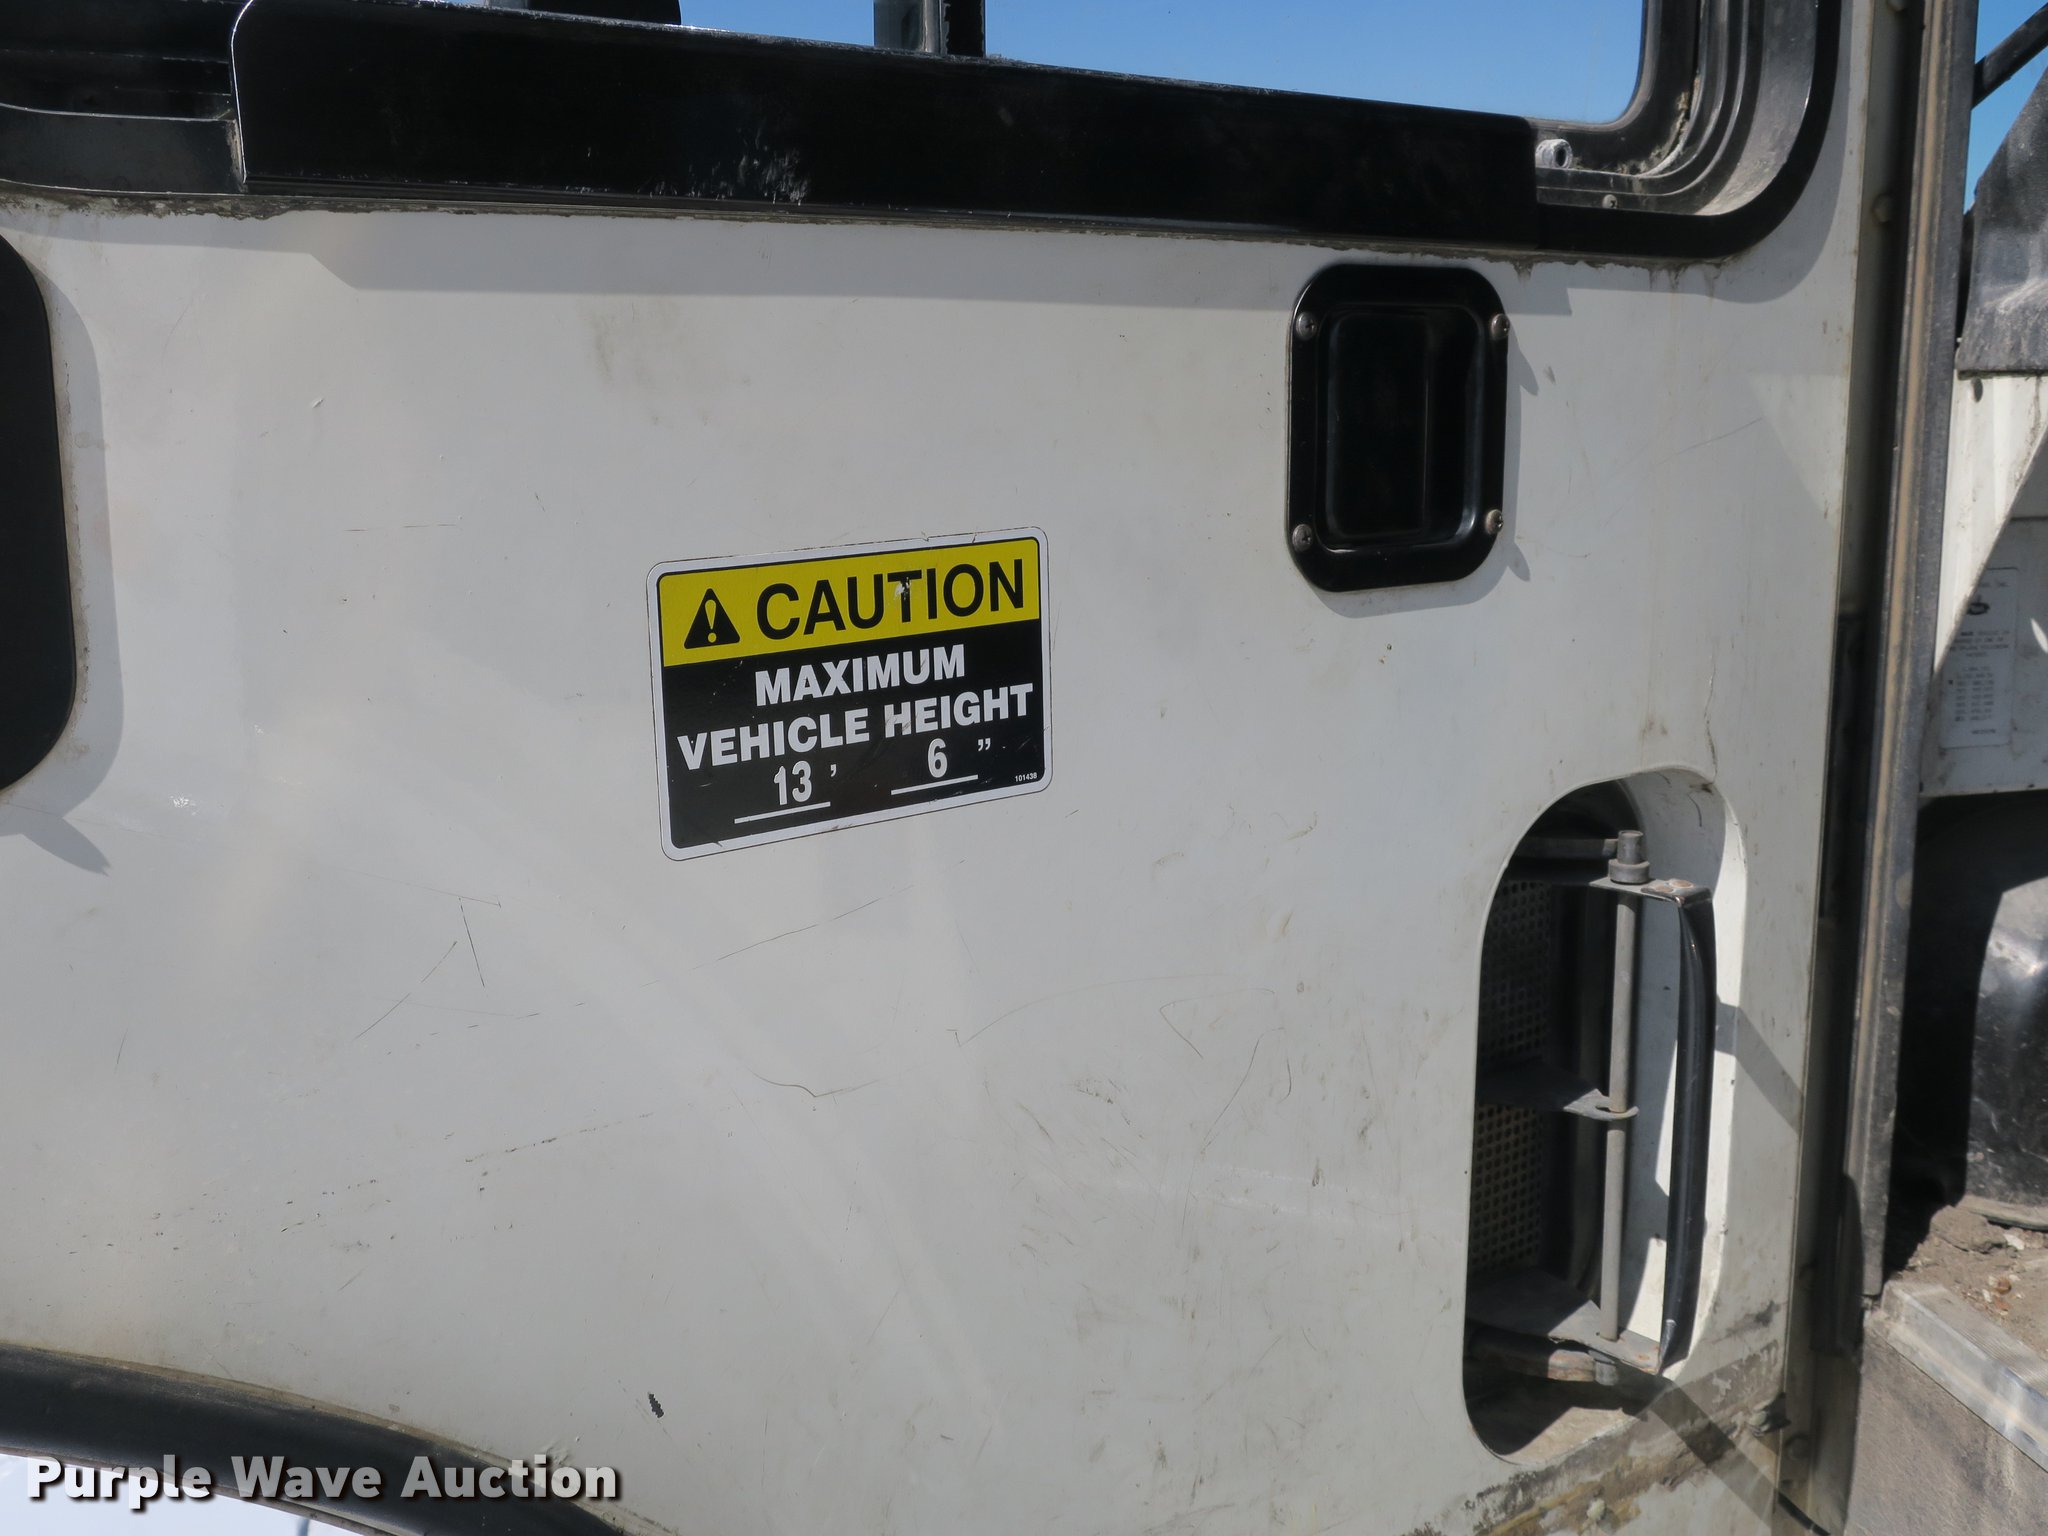 CAUTION
MAXIMUM
VEHICLE HEIGHT
13 ' 6 "
101438
Purple Wave Auction